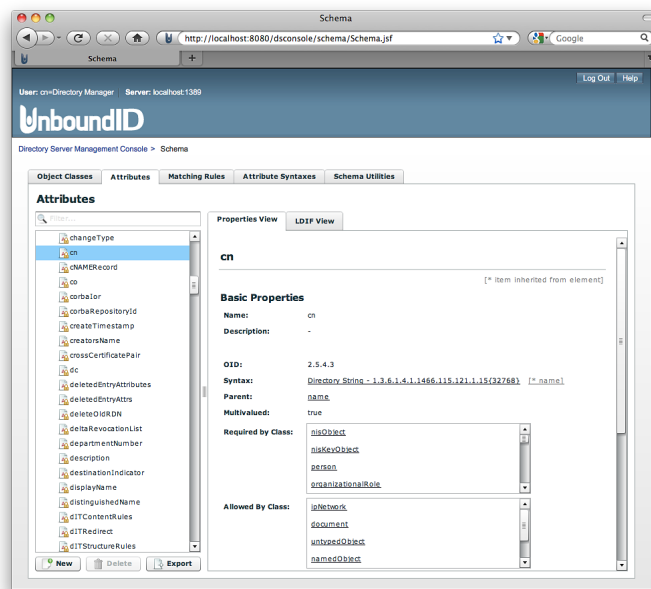 Schema
http://localhost:8080/dsconsole/schema/Schema.jsf
Google
Schema
Log Out Help
User: cn=Directory Manager Server: localhost:1389
UnboundID
Directory Server Management Console > Schema
Object Classes Attributes Matching Rules Attribute Syntaxes Schema Utilities
Attributes
Filter...
changeType
cn
cNAMERecord
co
corbaIor
corbaRepositoryId
createTimestamp
creatorsName
crossCertificatePair
dc
deletedEntryAttributes
deletedEntryAttrs
deleteOldRDN
deltaRevocationList
departmentNumber
description
destinationIndicator
displayName
distinguishedName
dITContentRules
dITRedirect
dITStructureRules
New Delete Export
Properties View LDIF View
cn
[* item inherited from element]
Basic Properties
Name: cn
Description: -
OID: 2.5.4.3
Syntax: Directory String - 1.3.6.1.4.1.1466.115.121.1.15{32768} [* name]
Parent: name
Multivalued: true
Required by Class: nisObject
nisKeyObject
person
organizationalRole
Allowed By Class: ipNetwork
document
untypedObject
namedObject